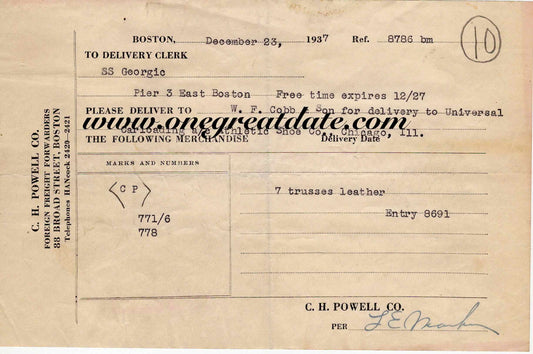 BOSTON, December 23, 1937 Ref. 8786 bm
10
TO DELIVERY CLERK
SS Georgic
Pier 3 East Boston Free time expires 12/27
PLEASE DELIVER TO W. F. Cobb Son for delivery to Universal
www.onegreatdate.com
carloading Athletic Shoe Co. Chicago, Ill.
THE FOLLOWING MERCHANDISE Delivery Date
MARKS AND NUMBERS
<C P>
771/6
778
7 trusses leather
Entry 8691
C. H. POWELL CO.
PER
C. H. POWELL CO.
FOREIGN FREIGHT FORWARDERS
88 BROAD STREET, BOSTON
Telephones HANcock 2420-2421